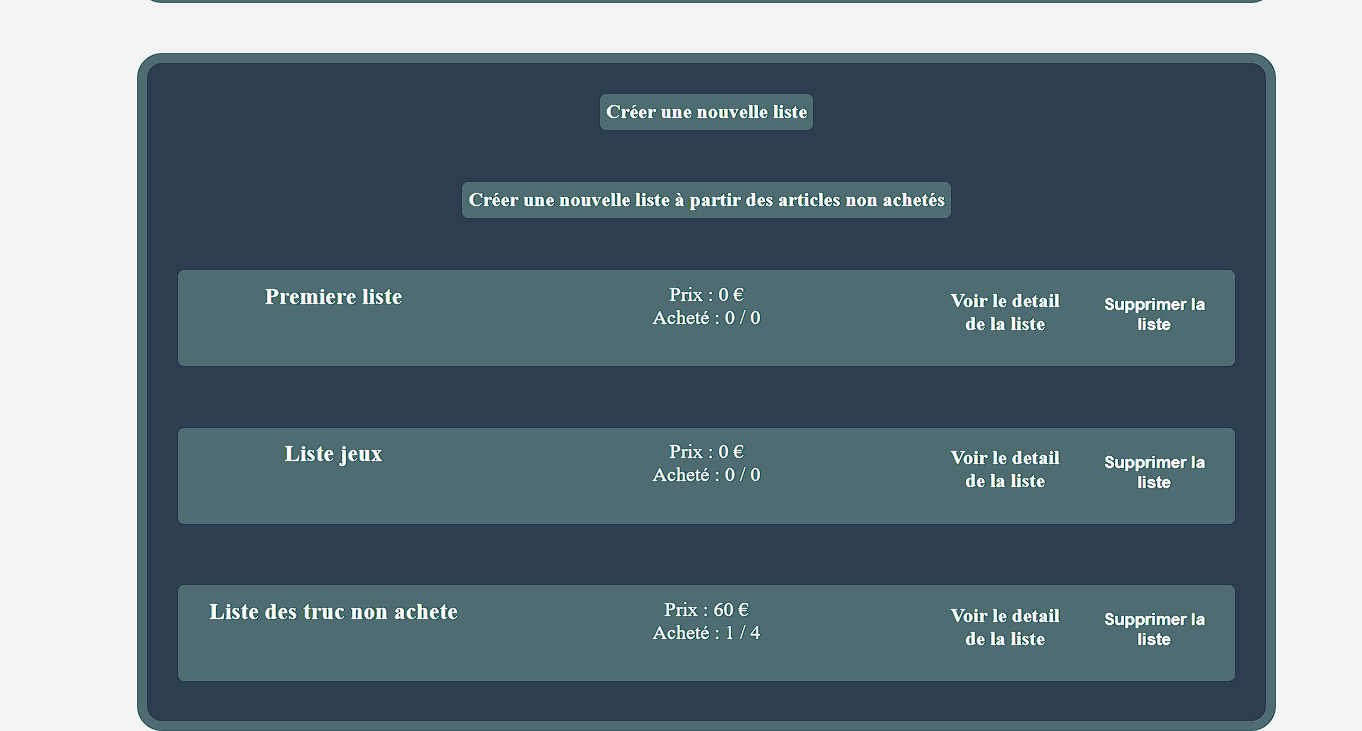 Créer une nouvelle liste
Créer une nouvelle liste à partir des articles non achetés
Premiere liste
Prix : 0 €
Acheté : 0 / 0
Voir le detail
de la liste
Supprimer la
liste
Liste jeux
Prix : 0 €
Acheté : 0 / 0
Voir le detail
de la liste
Supprimer la
liste
Liste des truc non achete
Prix : 60 €
Acheté : 1 / 4
Voir le detail
de la liste
Supprimer la
liste